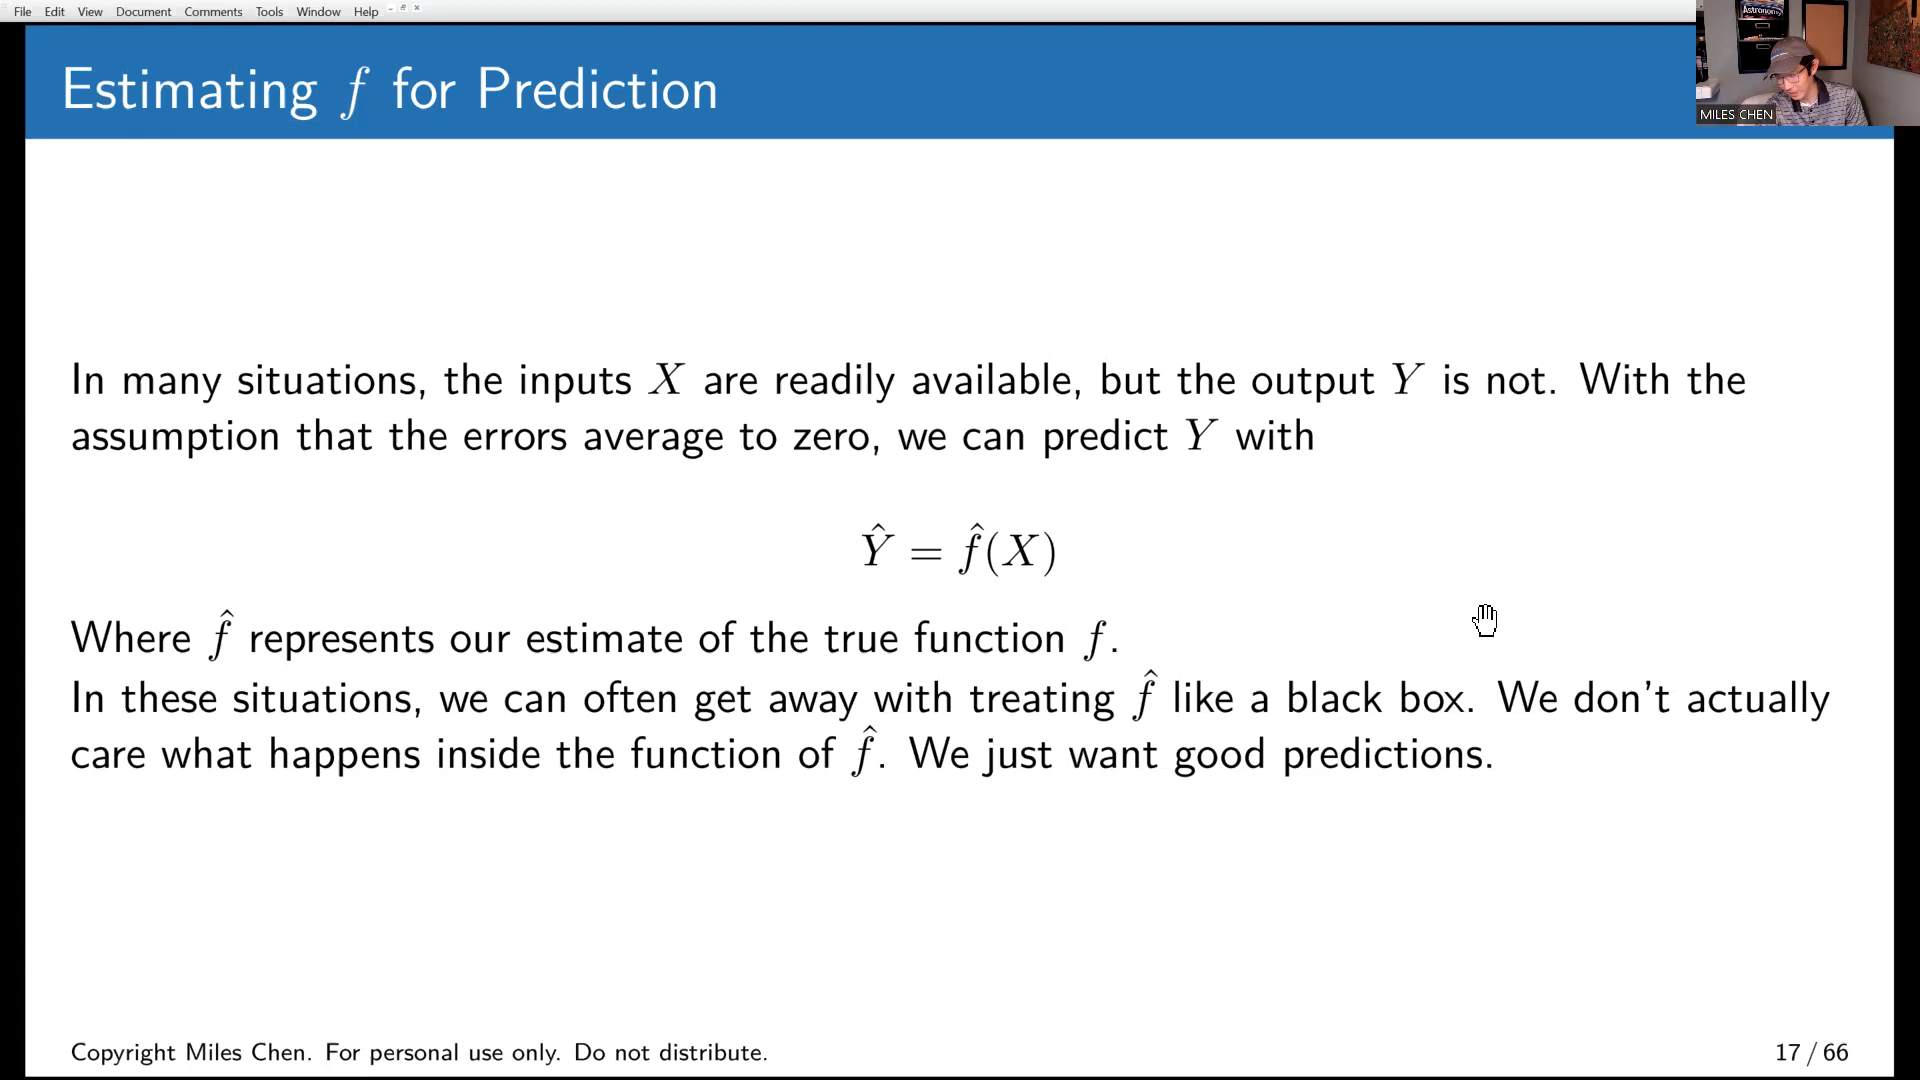 File Edit View Document Comments Tools Window Help
Astronomy
MILES CHEN
Estimating f for Prediction
In many situations, the inputs X are readily available, but the output Y is not. With the
assumption that the errors average to zero, we can predict Y with
Ŷ = f̂(X)
Where f̂ represents our estimate of the true function f.
In these situations, we can often get away with treating f̂ like a black box. We don't actually
care what happens inside the function of f̂. We just want good predictions.
Copyright Miles Chen. For personal use only. Do not distribute.
17 / 66